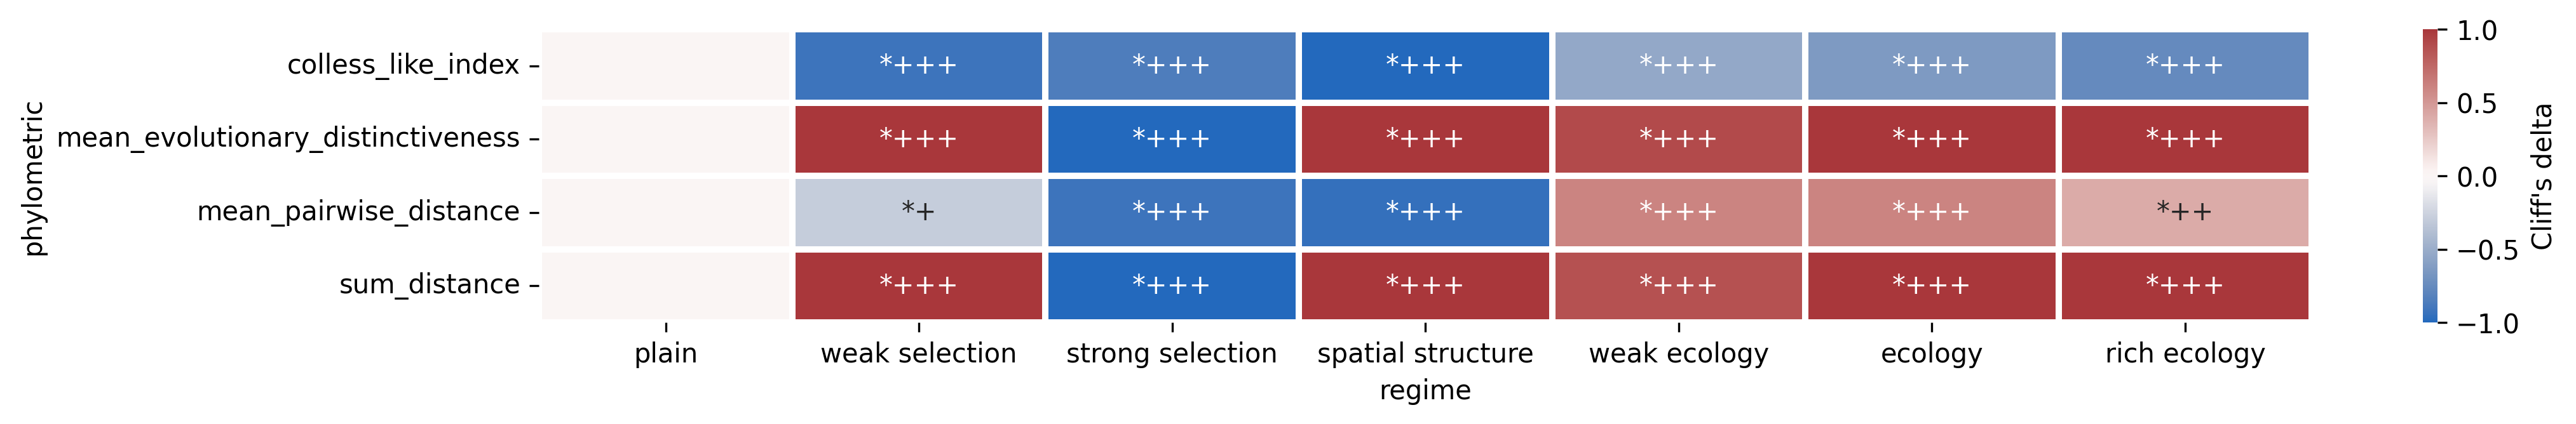 phylometric
colless_like_index *+++ *+++ *+++ *+++ *+++ *+++
mean_evolutionary_distinctiveness *+++ *+++ *+++ *+++ *+++ *+++
mean_pairwise_distance *+ *+++ *+++ *+++ *+++ *++
sum_distance *+++ *+++ *+++ *+++ *+++ *+++
plain weak selection strong selection spatial structure weak ecology ecology rich ecology
regime
1.0
0.5
0.0
−0.5
−1.0
Cliff's delta